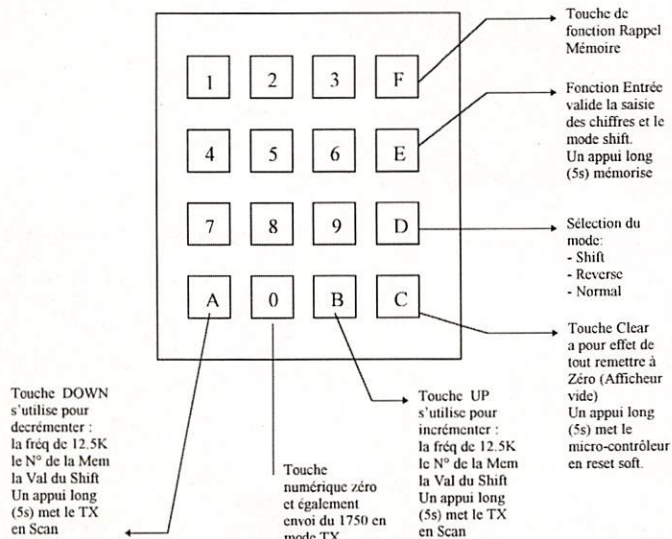 1 2 3 F
4 5 6 E
7 8 9 D
A 0 B C
Touche de
fonction Rappel
Mémoire
Fonction Entrée
valide la saisie
des chiffres et le
mode shift.
Un appui long
(5s) mémorise
Sélection du
mode:
- Shift
- Reverse
- Normal
Touche Clear
a pour effet de
tout remettre à
Zéro (Afficheur
vide)
Un appui long
(5s) met le
micro-contrôleur
en reset soft.
Touche DOWN
s'utilise pour
decrémenter :
la fréq de 12.5K
le N° de la Mem
la Val du Shift
Un appui long
(5s) met le TX
en Scan
Touche
numérique zéro
et également
envoi du 1750 en
mode TX
Touche UP
s'utilise pour
incrémenter :
la fréq de 12.5K
le N° de la Mem
la Val du Shift
Un appui long
(5s) met le TX
en Scan